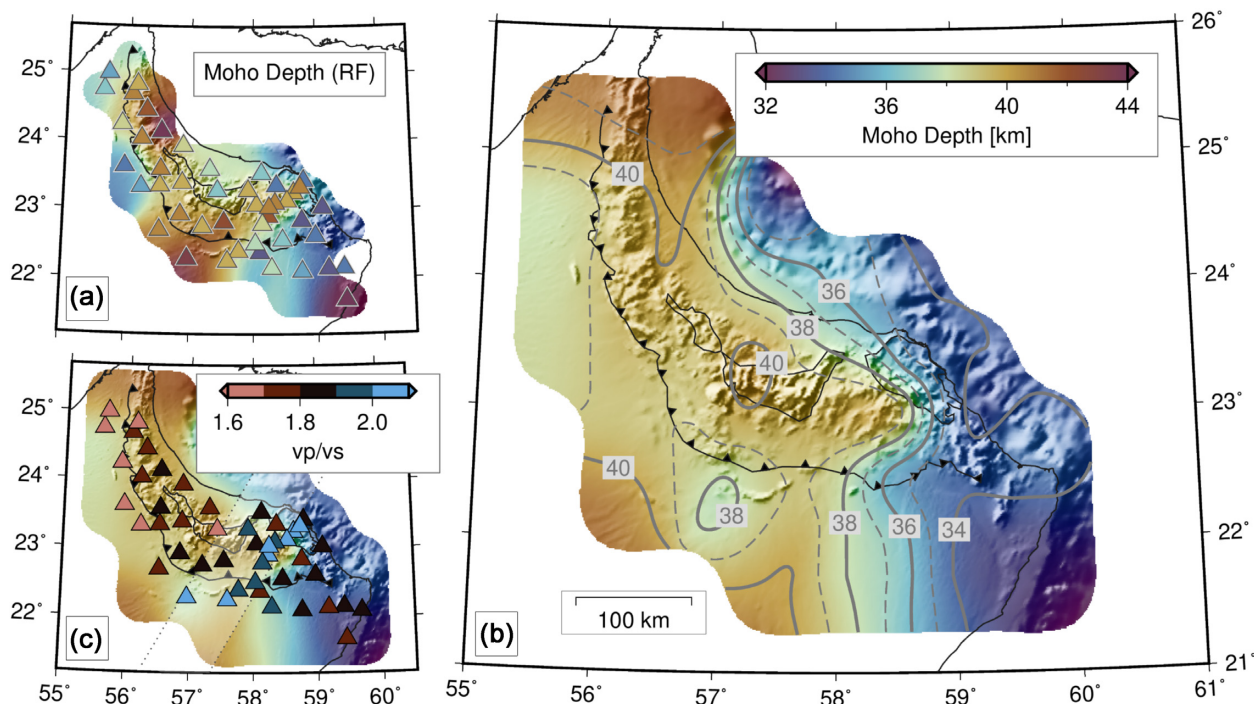 25˚
24˚
23˚
22˚
Moho Depth (RF)
(a)
25˚
24˚
23˚
22˚
1.6 1.8 2.0
vp/vs
(c)
55˚ 56˚ 57˚ 58˚ 59˚ 60˚
26˚
25˚
24˚
23˚
22˚
21˚
32 36 40 44
Moho Depth [km]
40
36
38
40
40
38
38
36
34
100 km
(b)
55˚ 56˚ 57˚ 58˚ 59˚ 60˚ 61˚